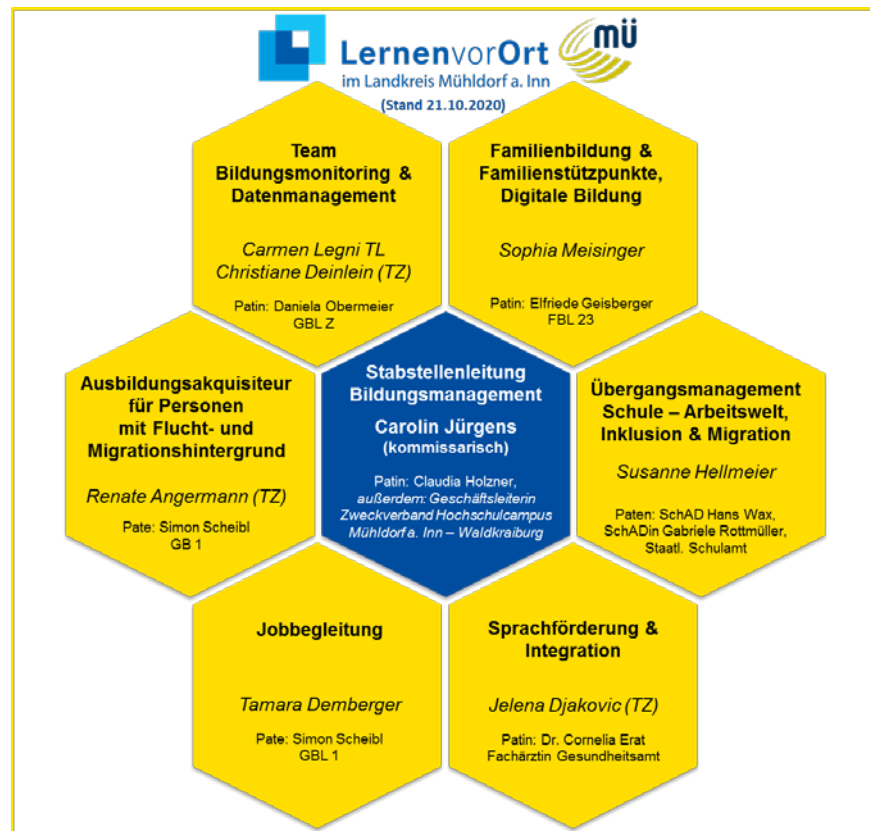 LernenvorOrt
mü
im Landkreis Mühldorf a. Inn
(Stand 21.10.2020)
Team
Bildungsmonitoring &
Datenmanagement
Carmen Legni TL
Christiane Deinlein (TZ)
Patin: Daniela Obermeier
GBL Z
Familienbildung &
Familienstützpunkte,
Digitale Bildung
Sophia Meisinger
Patin: Elfriede Geisberger
FBL 23
Ausbildungsakquisiteur
für Personen
mit Flucht- und
Migrationshintergrund
Renate Angermann (TZ)
Pate: Simon Scheibl
GB 1
Stabstellenleitung
Bildungsmanagement
Carolin Jürgens
(kommissarisch)
Patin: Claudia Holzner,
außerdem: Geschäftsleiterin
Zweckverband Hochschulcampus
Mühldorf a. Inn – Waldkraiburg
Übergangsmanagement
Schule – Arbeitswelt,
Inklusion & Migration
Susanne Hellmeier
Paten: SchAD Hans Wax,
SchADin Gabriele Rottmüller,
Staatl. Schulamt
Jobbegleitung
Tamara Demberger
Pate: Simon Scheibl
GBL 1
Sprachförderung &
Integration
Jelena Djakovic (TZ)
Patin: Dr. Cornelia Erat
Fachärztin Gesundheitsamt